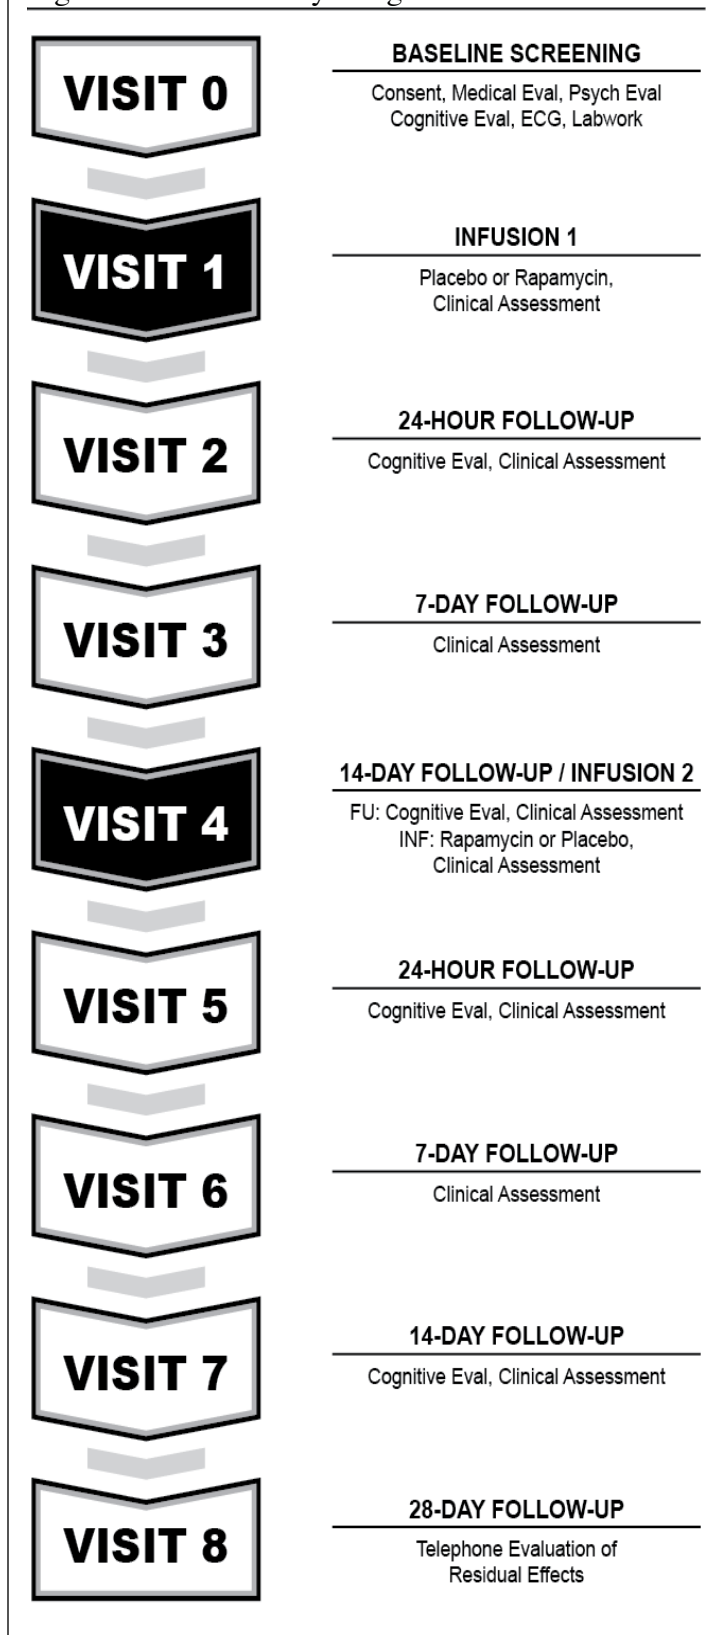 VISIT 0
BASELINE SCREENING
Consent, Medical Eval, Psych Eval
Cognitive Eval, ECG, Labwork
VISIT 1
INFUSION 1
Placebo or Rapamycin,
Clinical Assessment
VISIT 2
24-HOUR FOLLOW-UP
Cognitive Eval, Clinical Assessment
VISIT 3
7-DAY FOLLOW-UP
Clinical Assessment
VISIT 4
14-DAY FOLLOW-UP / INFUSION 2
FU: Cognitive Eval, Clinical Assessment
INF: Rapamycin or Placebo,
Clinical Assessment
VISIT 5
24-HOUR FOLLOW-UP
Cognitive Eval, Clinical Assessment
VISIT 6
7-DAY FOLLOW-UP
Clinical Assessment
VISIT 7
14-DAY FOLLOW-UP
Cognitive Eval, Clinical Assessment
VISIT 8
28-DAY FOLLOW-UP
Telephone Evaluation of
Residual Effects